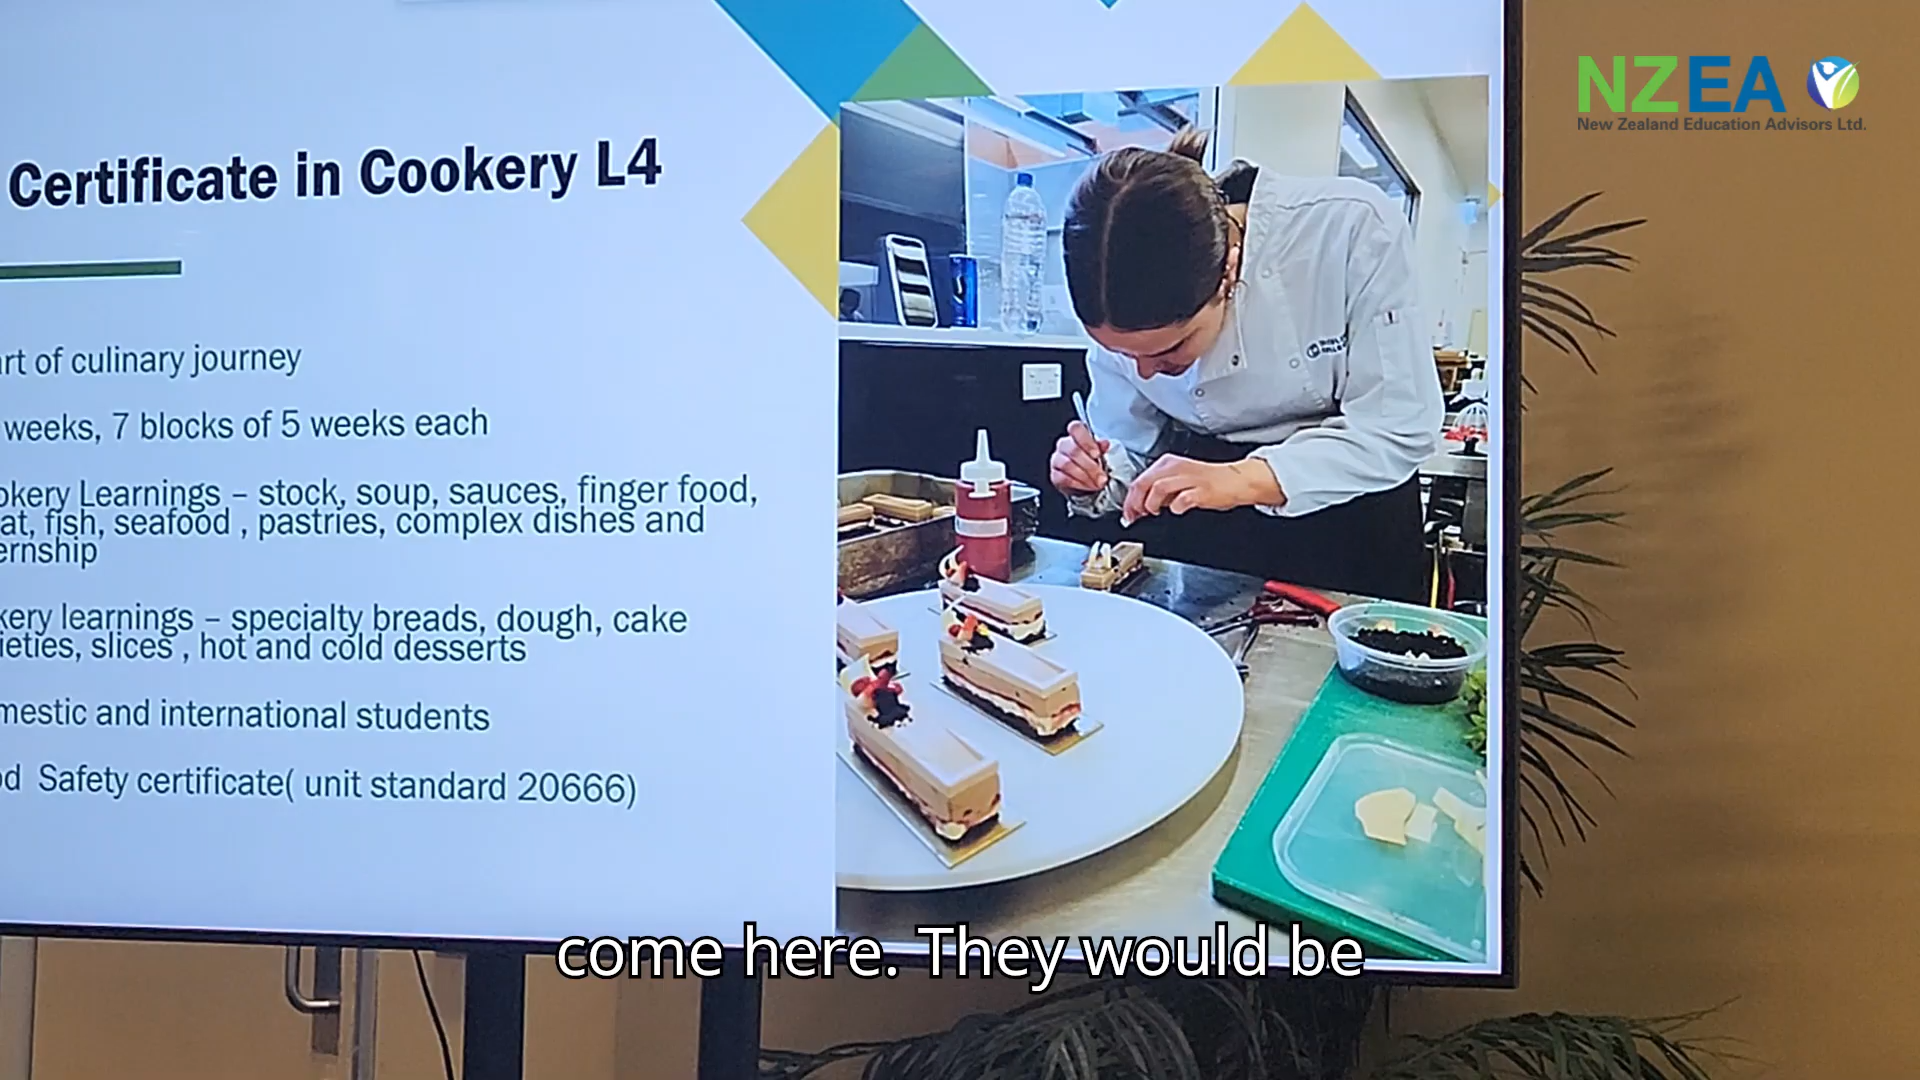 NZEA
New Zealand Education Advisors Ltd.
Certificate in Cookery L4
art of culinary journey
weeks, 7 blocks of 5 weeks each
okery Learnings – stock, soup, sauces, finger food,
at, fish, seafood , pastries, complex dishes and
ernship
kery learnings – specialty breads, dough, cake
ieties, slices , hot and cold desserts
mestic and international students
od Safety certificate( unit standard 20666)
come here. They would be